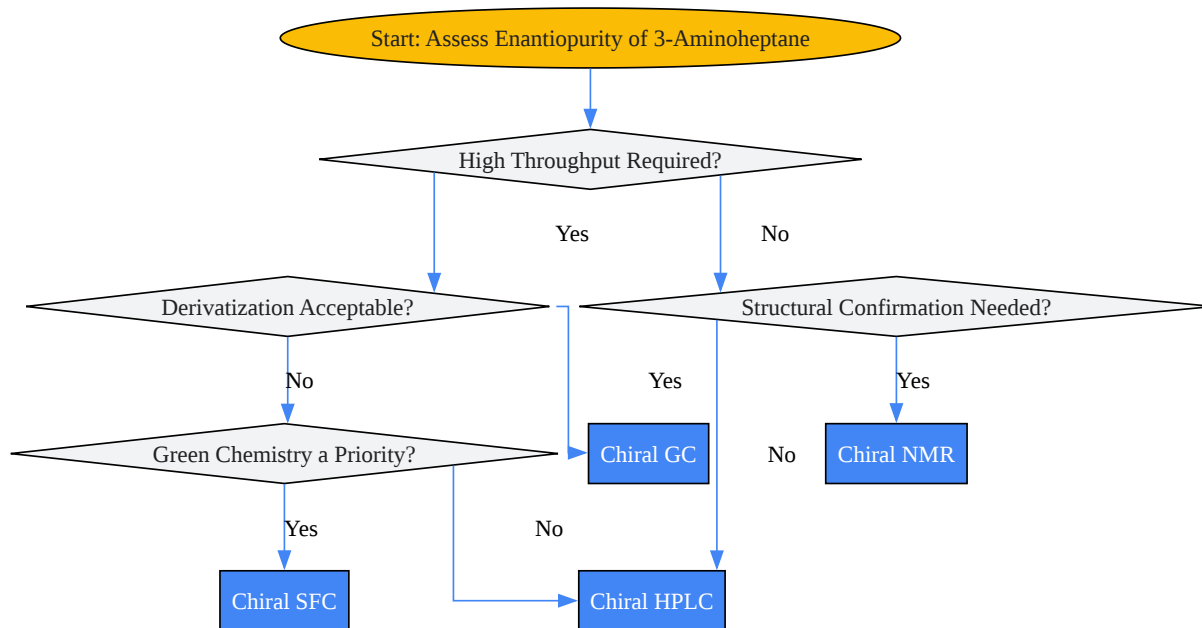 Start: Assess Enantiopurity of 3-Aminoheptane
High Throughput Required?
Yes
No
Derivatization Acceptable?
Structural Confirmation Needed?
No
Yes
Yes
Green Chemistry a Priority?
Chiral GC
No
Chiral NMR
Yes
No
Chiral SFC
Chiral HPLC